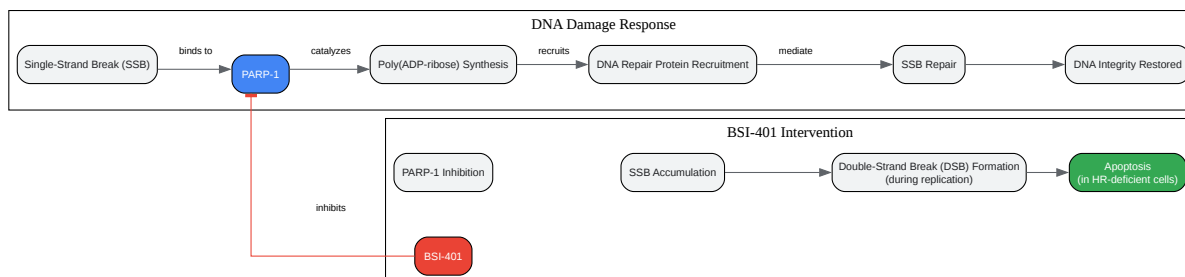 DNA Damage Response
binds to
catalyzes
recruits
mediate
Single-Strand Break (SSB)
PARP-1
Poly(ADP-ribose) Synthesis
DNA Repair Protein Recruitment
SSB Repair
DNA Integrity Restored
BSI-401 Intervention
PARP-1 Inhibition
SSB Accumulation
Double-Strand Break (DSB) Formation
(during replication)
Apoptosis
(in HR-deficient cells)
inhibits
BSI-401